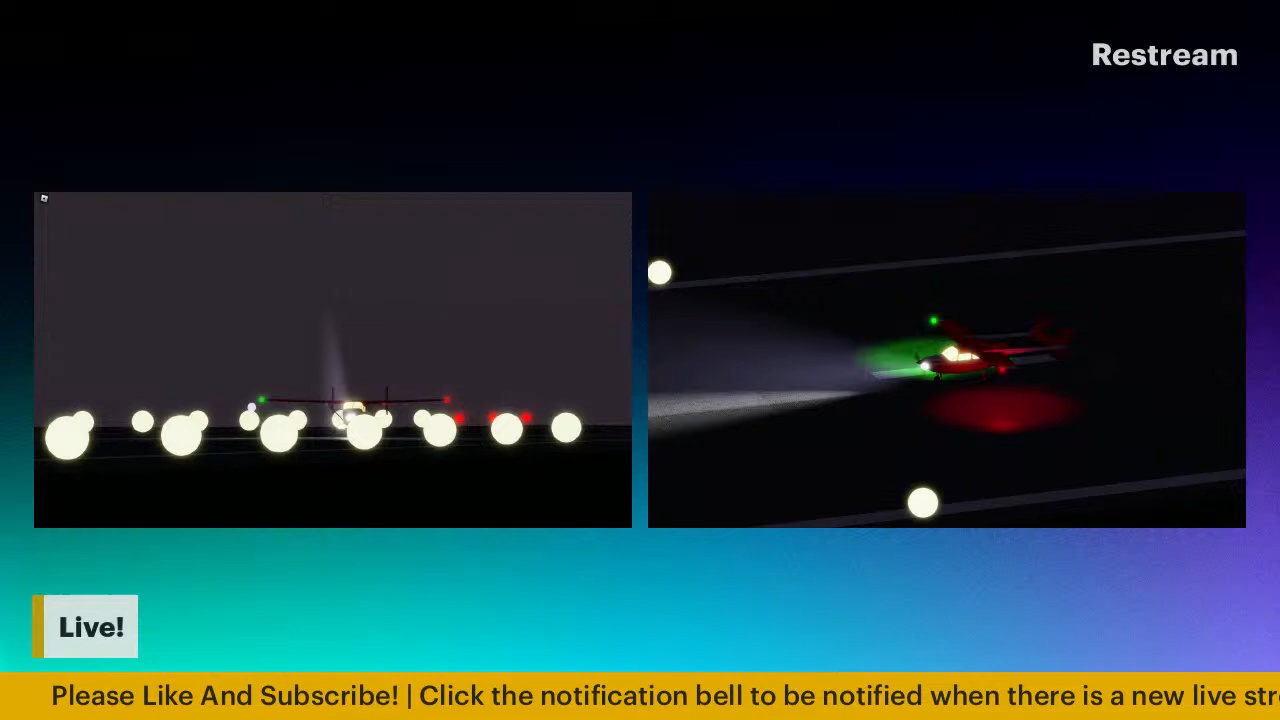 Restream
Live!
Please Like And Subscribe! | Click the notification bell to be notified when there is a new live str